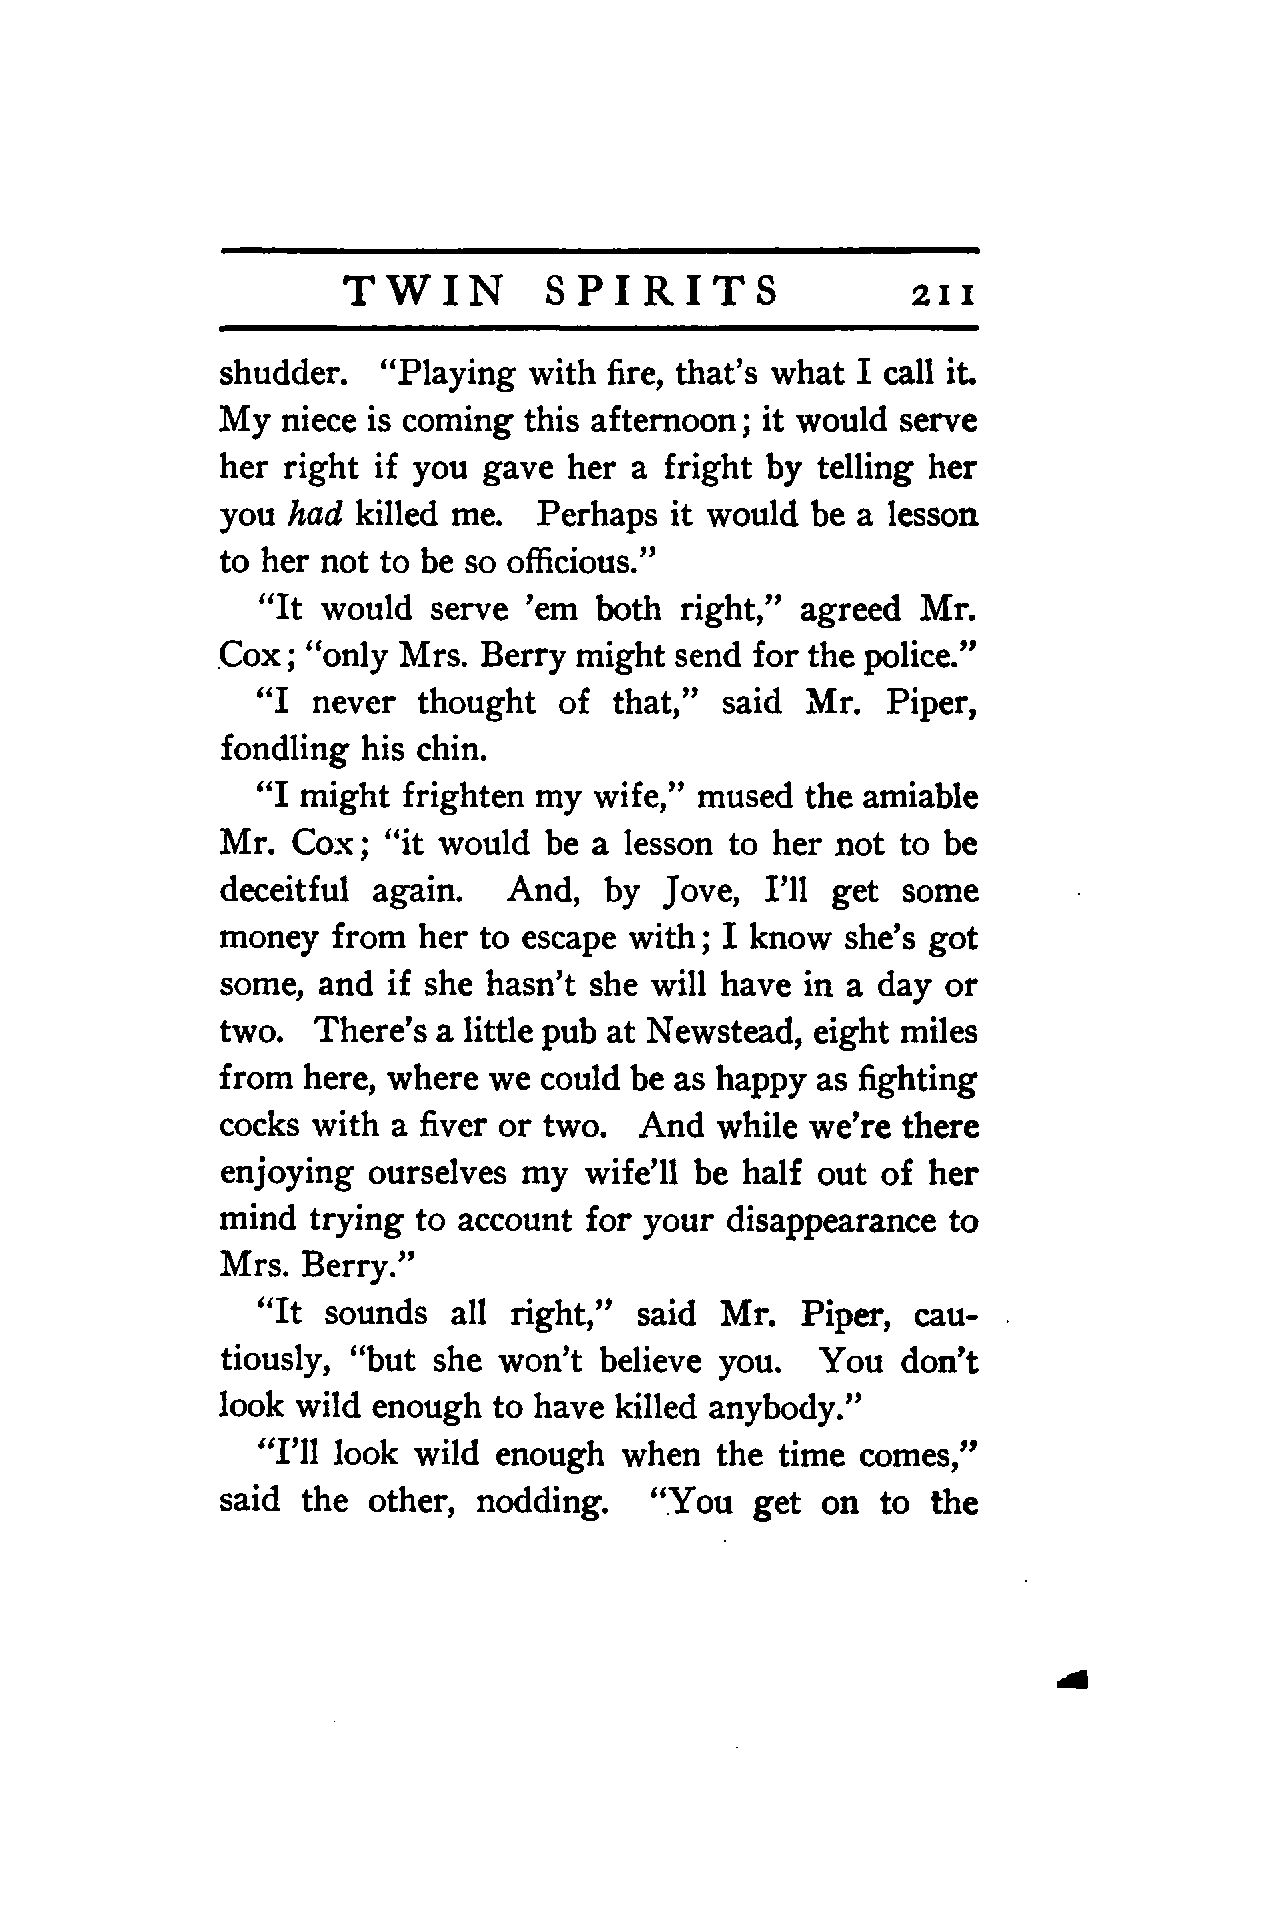 TWIN SPIRITS 211
shudder. “Playing with fire, that’s what I call it.
My niece is coming this afternoon; it would serve
her right if you gave her a fright by telling her
you had killed me. Perhaps it would be a lesson
to her not to be so officious.”
“It would serve ’em both right,” agreed Mr.
Cox; “only Mrs. Berry might send for the police.”
“I never thought of that,” said Mr. Piper,
fondling his chin.
“I might frighten my wife,” mused the amiable
Mr. Cox; “it would be a lesson to her not to be
deceitful again. And, by Jove, I’ll get some
money from her to escape with; I know she’s got
some, and if she hasn’t she will have in a day or
two. There’s a little pub at Newstead, eight miles
from here, where we could be as happy as fighting
cocks with a fiver or two. And while we’re there
enjoying ourselves my wife’ll be half out of her
mind trying to account for your disappearance to
Mrs. Berry.”
“It sounds all right,” said Mr. Piper, cau-
tiously, “but she won’t believe you. You don’t
look wild enough to have killed anybody.”
“I’ll look wild enough when the time comes,”
said the other, nodding. “You get on to the